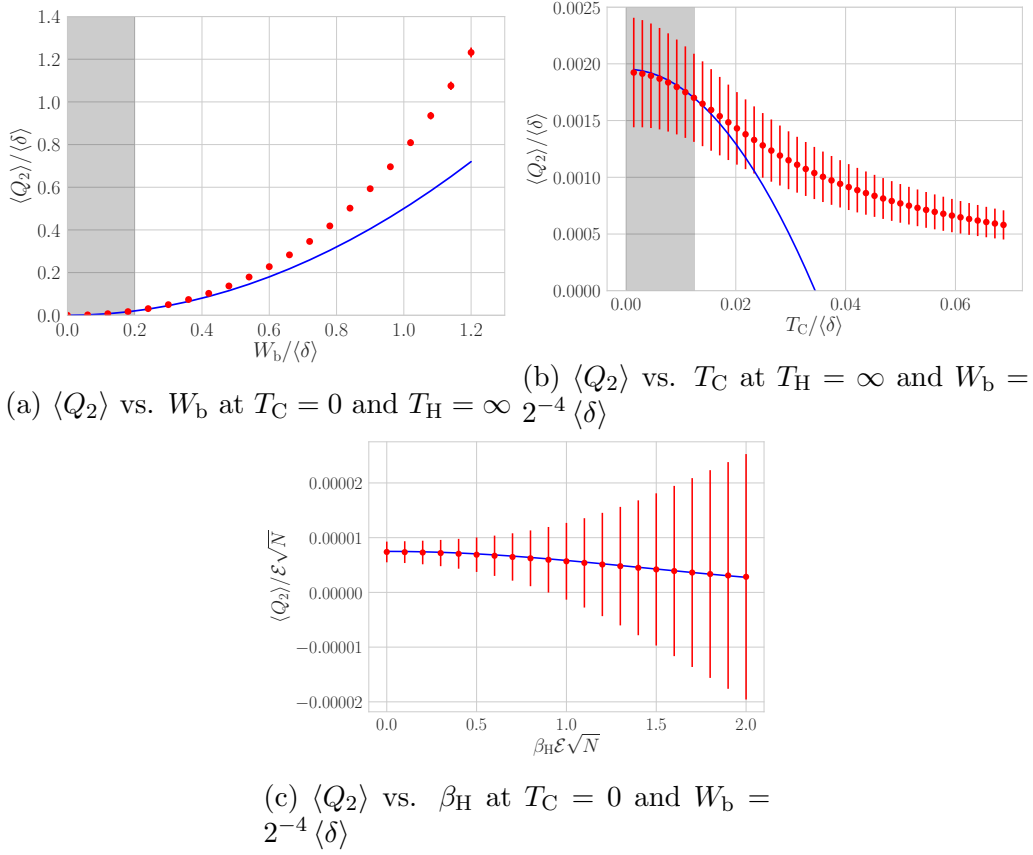 1.4
1.2
1.0
0.8
0.6
0.4
0.2
0.0
⟨Q₂⟩/⟨δ⟩
0.0 0.2 0.4 0.6 0.8 1.0 1.2
W_b/⟨δ⟩
(a) ⟨Q₂⟩ vs. W_b at T_C = 0 and T_H = ∞
0.0025
0.0020
0.0015
0.0010
0.0005
0.0000
⟨Q₂⟩/⟨δ⟩
0.00 0.02 0.04 0.06
T_C/⟨δ⟩
(b) ⟨Q₂⟩ vs. T_C at T_H = ∞ and W_b =
2⁻⁴ ⟨δ⟩
0.00002
0.00001
0.00000
−0.00001
−0.00002
⟨Q₂⟩/ℰ√N
0.0 0.5 1.0 1.5 2.0
β_H ℰ√N
(c) ⟨Q₂⟩ vs. β_H at T_C = 0 and W_b =
2⁻⁴ ⟨δ⟩